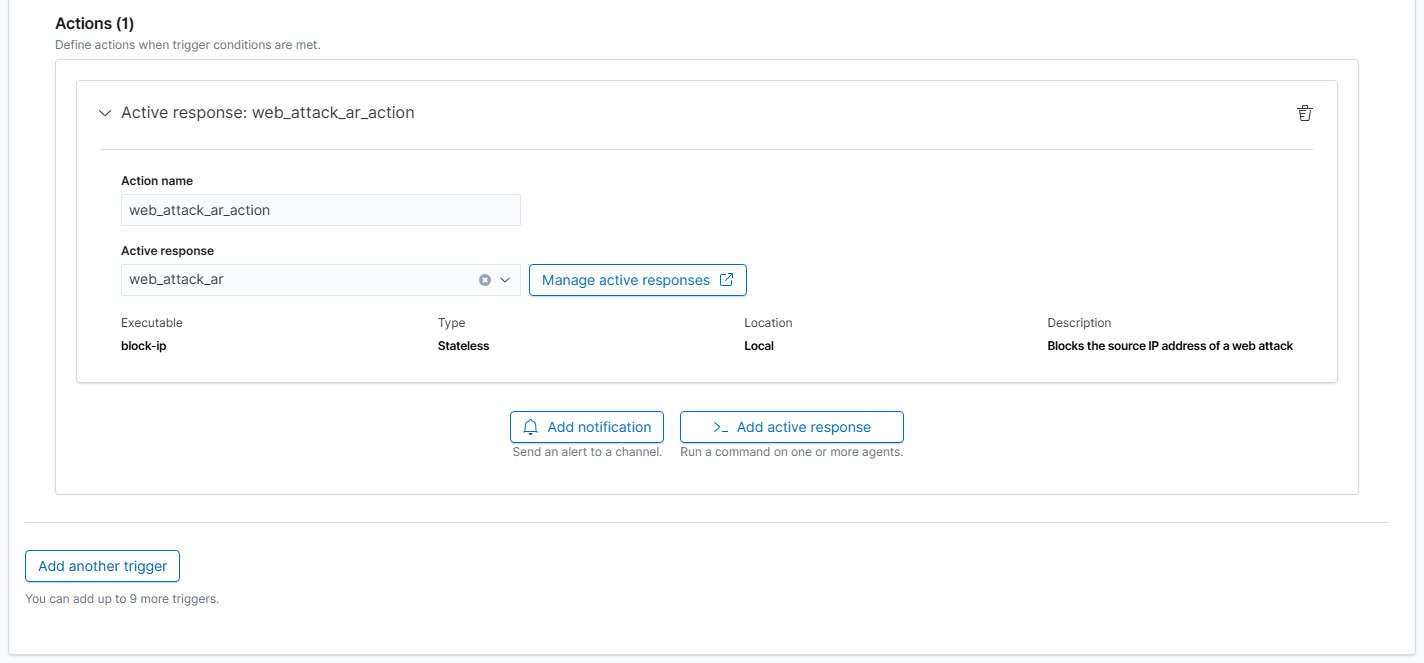 Actions (1)
Define actions when trigger conditions are met.
Active response: web_attack_ar_action
Action name
web_attack_ar_action
Active response
web_attack_ar
Manage active responses
Executable Type Location Description
block-ip Stateless Local Blocks the source IP address of a web attack
Add notification >_ Add active response
Send an alert to a channel. Run a command on one or more agents.
Add another trigger
You can add up to 9 more triggers.